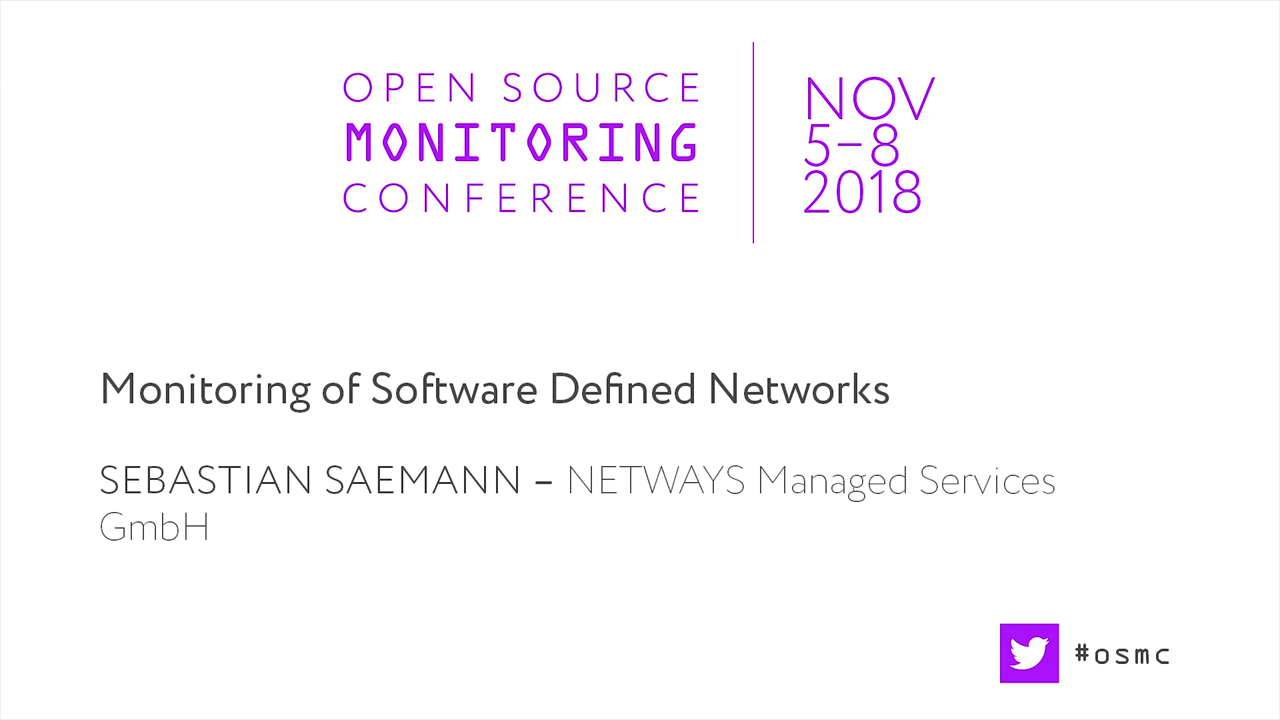 OPEN SOURCE
MONITORING
CONFERENCE
NOV
5–8
2018
Monitoring of Software Defined Networks
SEBASTIAN SAEMANN – NETWAYS Managed Services
GmbH
#osmc